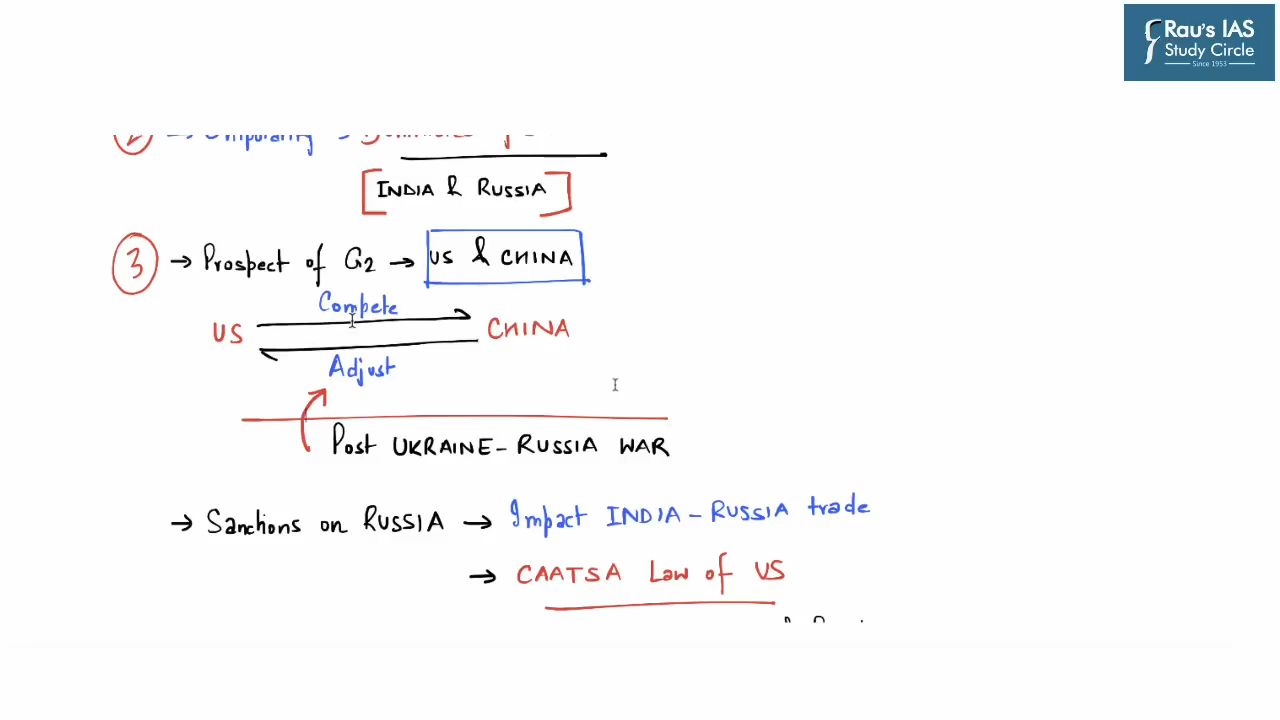 Rau's IAS
Study Circle
Since 1953
INDIA & RUSSIA
3 → Prospect of G2 → US & CHINA
Compete
US CHINA
Adjust
Post UKRAINE-RUSSIA WAR
→ Sanctions on RUSSIA → Impact INDIA-RUSSIA trade
→ CAATSA Law of US